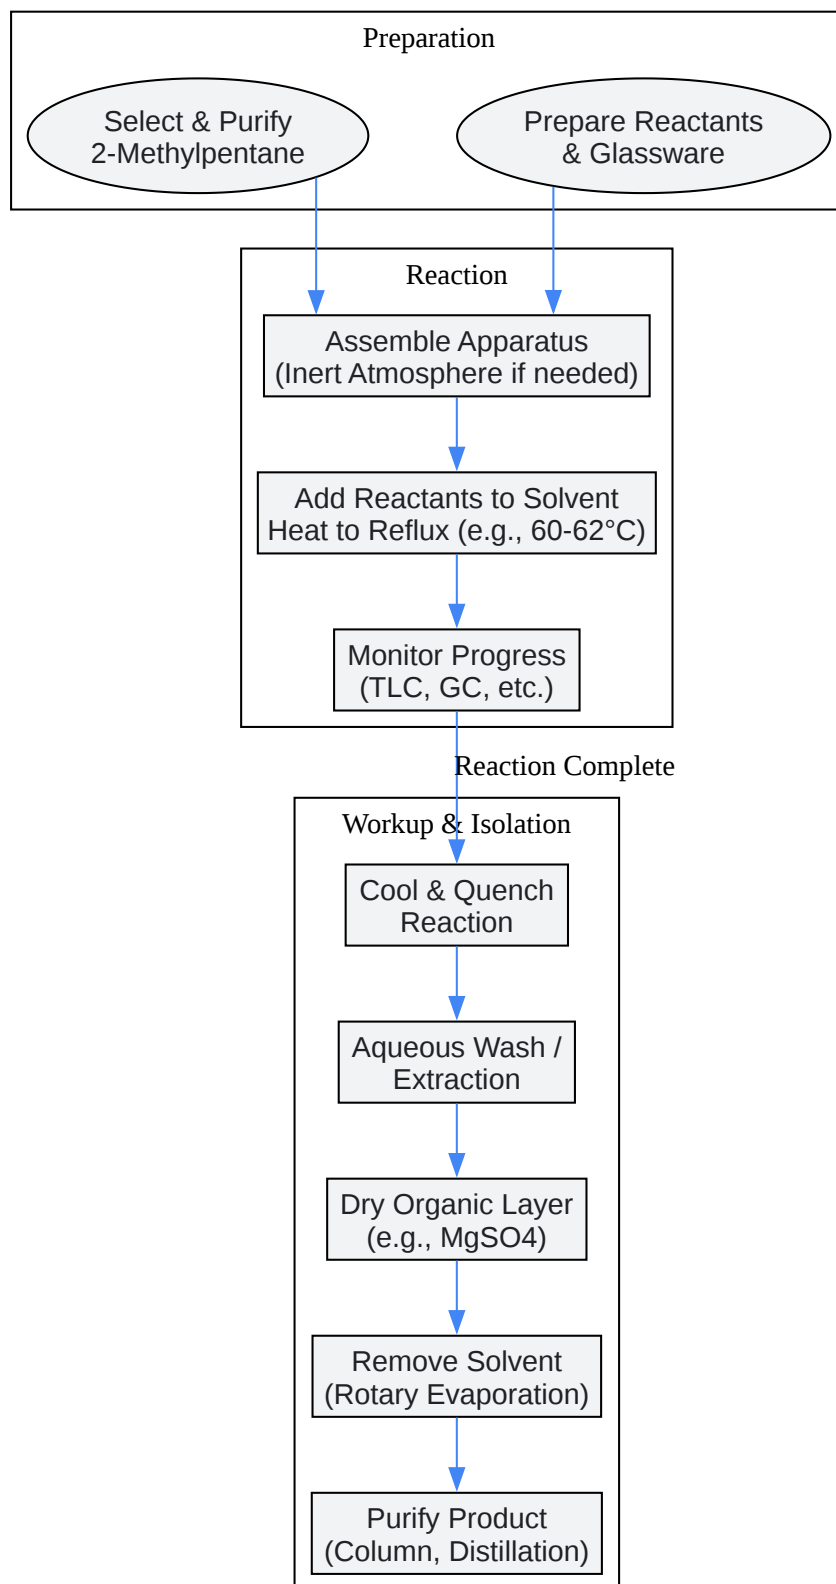 Preparation
Select & Purify
2-Methylpentane
Prepare Reactants
& Glassware
Reaction
Assemble Apparatus
(Inert Atmosphere if needed)
Add Reactants to Solvent
Heat to Reflux (e.g., 60-62°C)
Monitor Progress
(TLC, GC, etc.)
Reaction Complete
Workup & Isolation
Cool & Quench
Reaction
Aqueous Wash /
Extraction
Dry Organic Layer
(e.g., MgSO4)
Remove Solvent
(Rotary Evaporation)
Purify Product
(Column, Distillation)